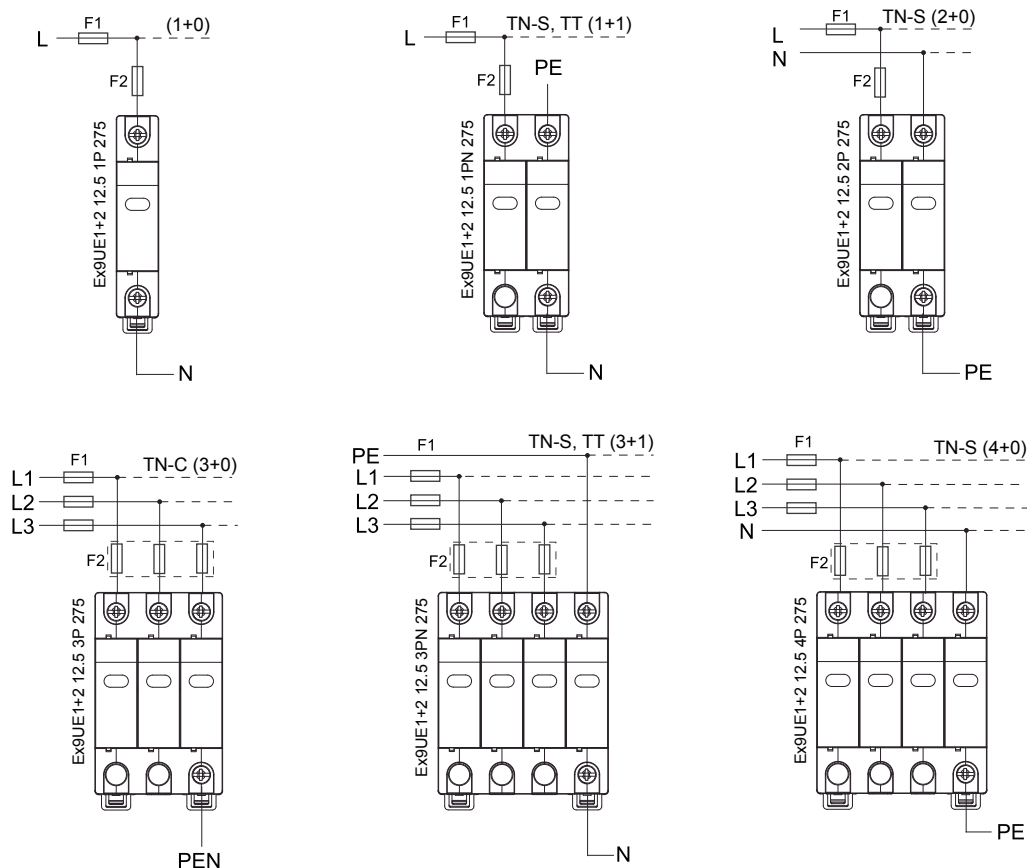 F1
(1+0)
L
F2
Ex9UE1+2 12.5 1P 275
N
F1
TN-S, TT (1+1)
L
F2
PE
Ex9UE1+2 12.5 1PN 275
N
F1
TN-S (2+0)
L
N
F2
Ex9UE1+2 12.5 2P 275
PE
F1
TN-C (3+0)
L1
L2
L3
F2
Ex9UE1+2 12.5 3P 275
PEN
F1
TN-S, TT (3+1)
PE
L1
L2
L3
F2
Ex9UE1+2 12.5 3PN 275
N
F1
TN-S (4+0)
L1
L2
L3
N
F2
Ex9UE1+2 12.5 4P 275
PE